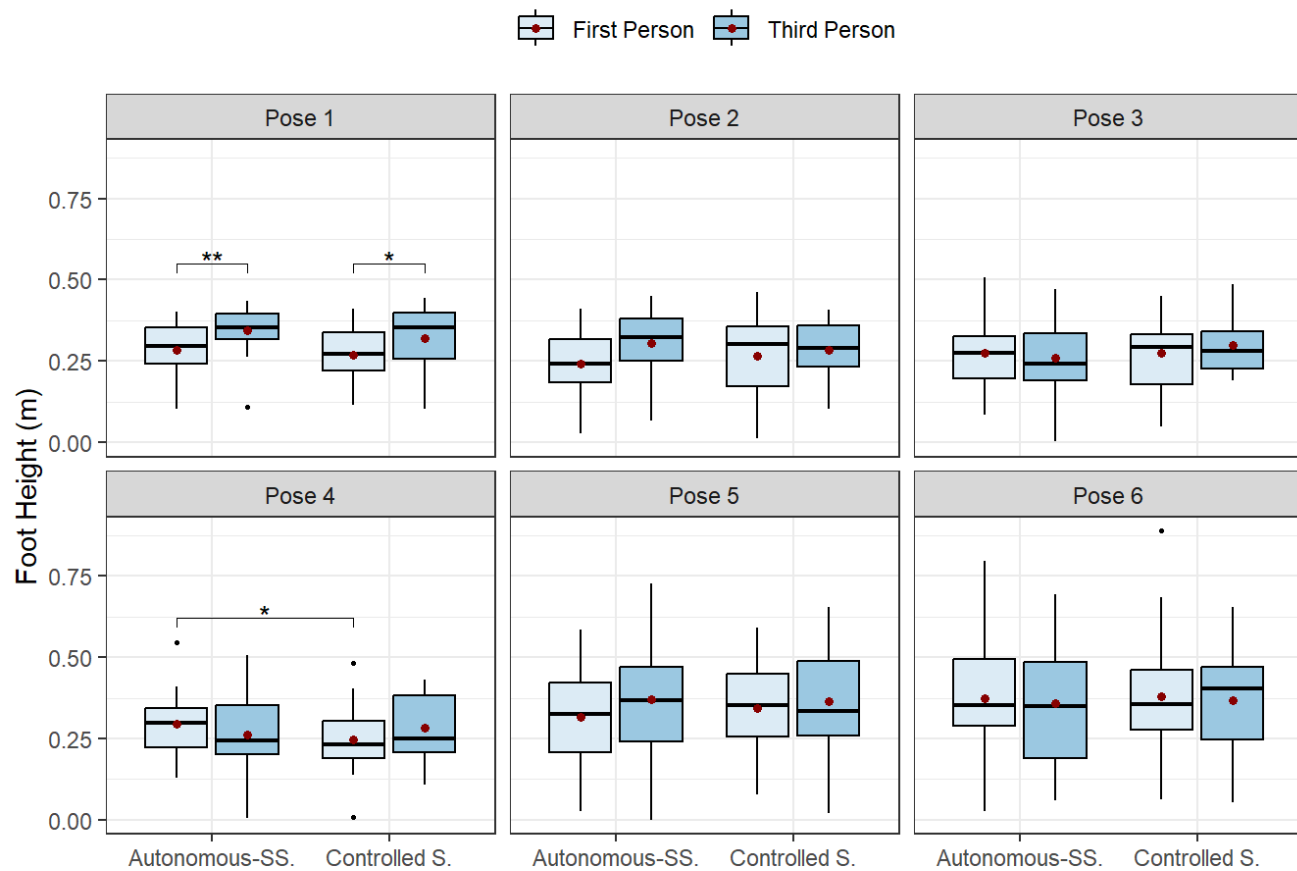 First Person Third Person
Pose 1 Pose 2 Pose 3
0.75
**
*
0.50
0.25
0.00
Foot Height (m)
Pose 4 Pose 5 Pose 6
0.75
*
0.50
0.25
0.00
Autonomous-SS. Controlled S. Autonomous-SS. Controlled S. Autonomous-SS. Controlled S.